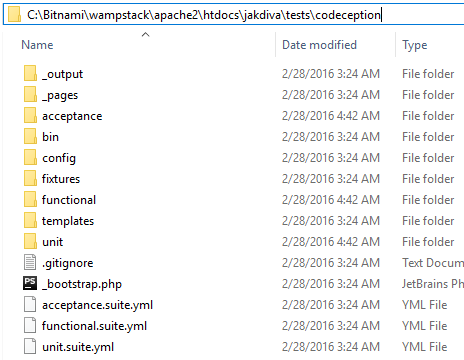 C:\Bitnami\wampstack\apache2\htdocs\jakdiva\tests\codeception
Name Date modified Type
_output 2/28/2016 3:24 AM File folder
_pages 2/28/2016 3:24 AM File folder
acceptance 2/28/2016 4:42 AM File folder
bin 2/28/2016 3:24 AM File folder
config 2/28/2016 3:24 AM File folder
fixtures 2/28/2016 3:24 AM File folder
functional 2/28/2016 4:42 AM File folder
templates 2/28/2016 3:24 AM File folder
unit 2/28/2016 4:42 AM File folder
.gitignore 2/28/2016 3:24 AM Text Docum
PS _bootstrap.php 2/28/2016 3:24 AM JetBrains Ph
acceptance.suite.yml 2/28/2016 3:24 AM YML File
functional.suite.yml 2/28/2016 3:24 AM YML File
unit.suite.yml 2/28/2016 3:24 AM YML File